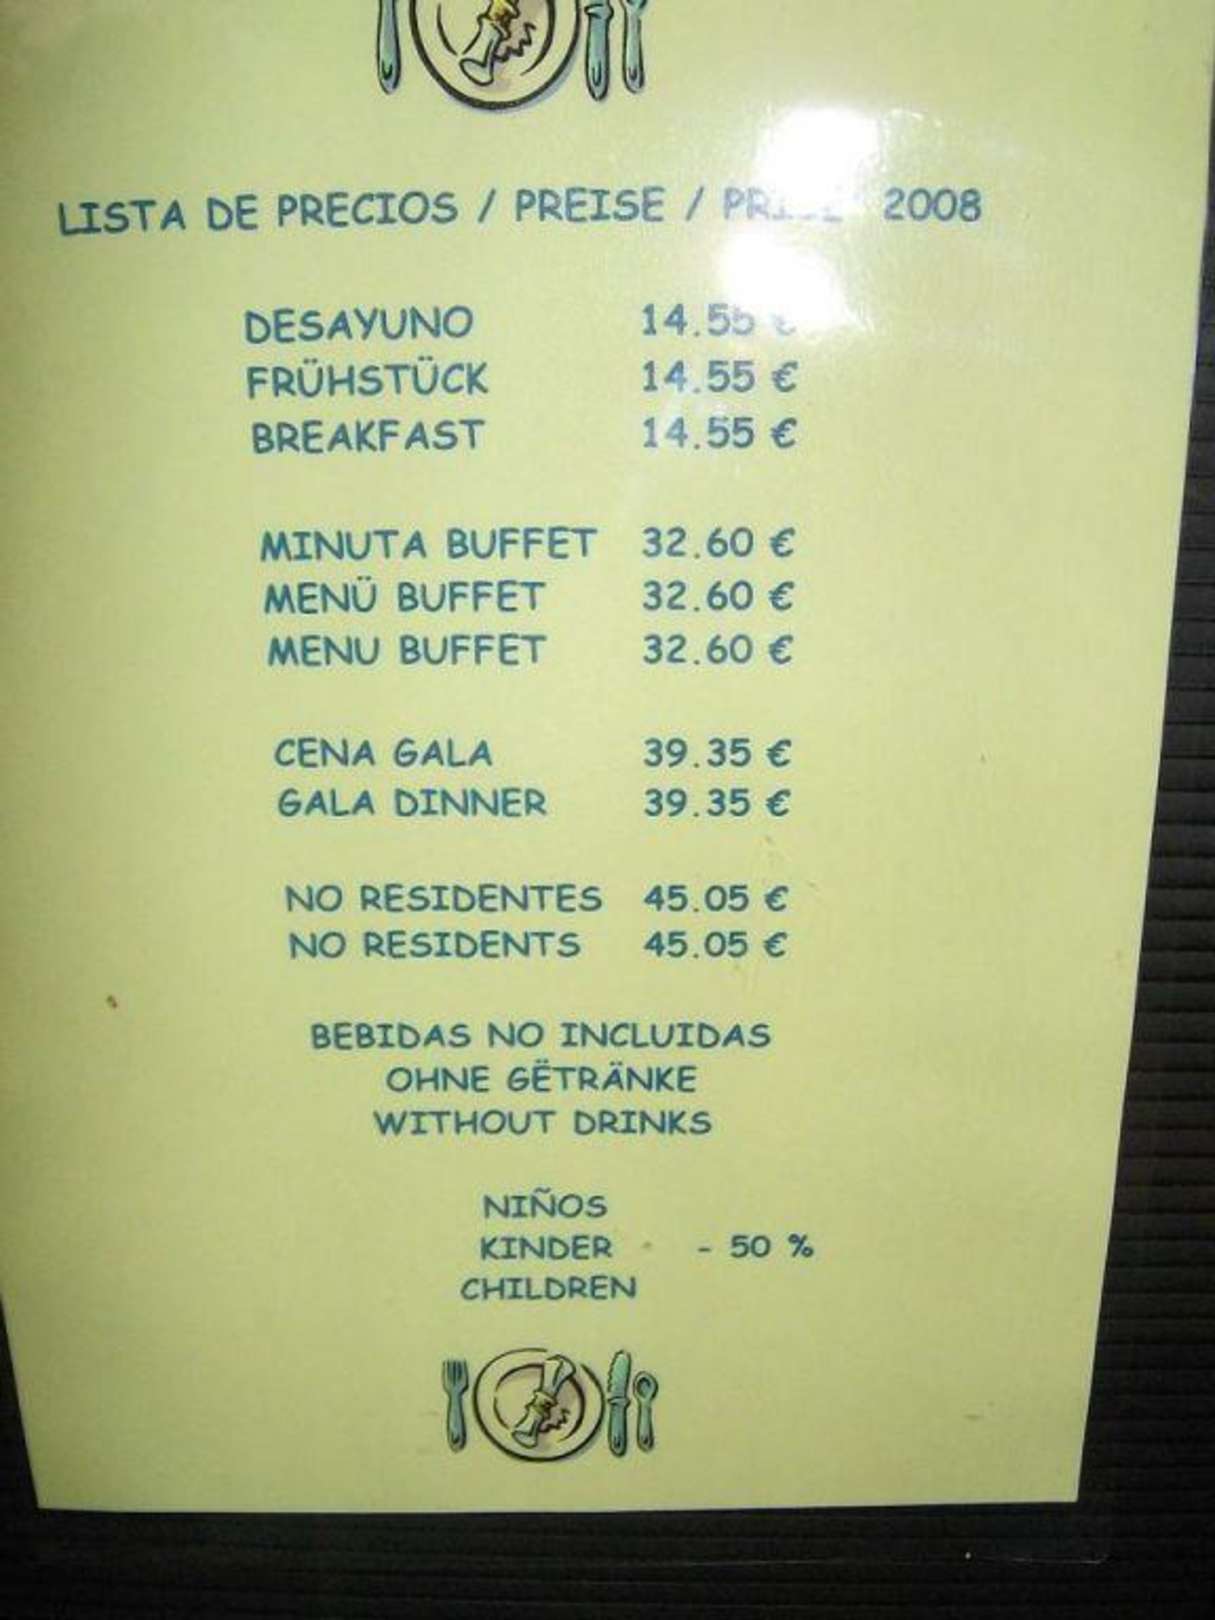 LISTA DE PRECIOS / PREISE / 2008
DESAYUNO 14.55 €
FRÜHSTÜCK 14.55 €
BREAKFAST 14.55 €
MINUTA BUFFET 32.60 €
MENÜ BUFFET 32.60 €
MENU BUFFET 32.60 €
CENA GALA 39.35 €
GALA DINNER 39.35 €
NO RESIDENTES 45.05 €
NO RESIDENTS 45.05 €
BEBIDAS NO INCLUIDAS
OHNE GËTRÄNKE
WITHOUT DRINKS
NIÑOS
KINDER - 50 %
CHILDREN